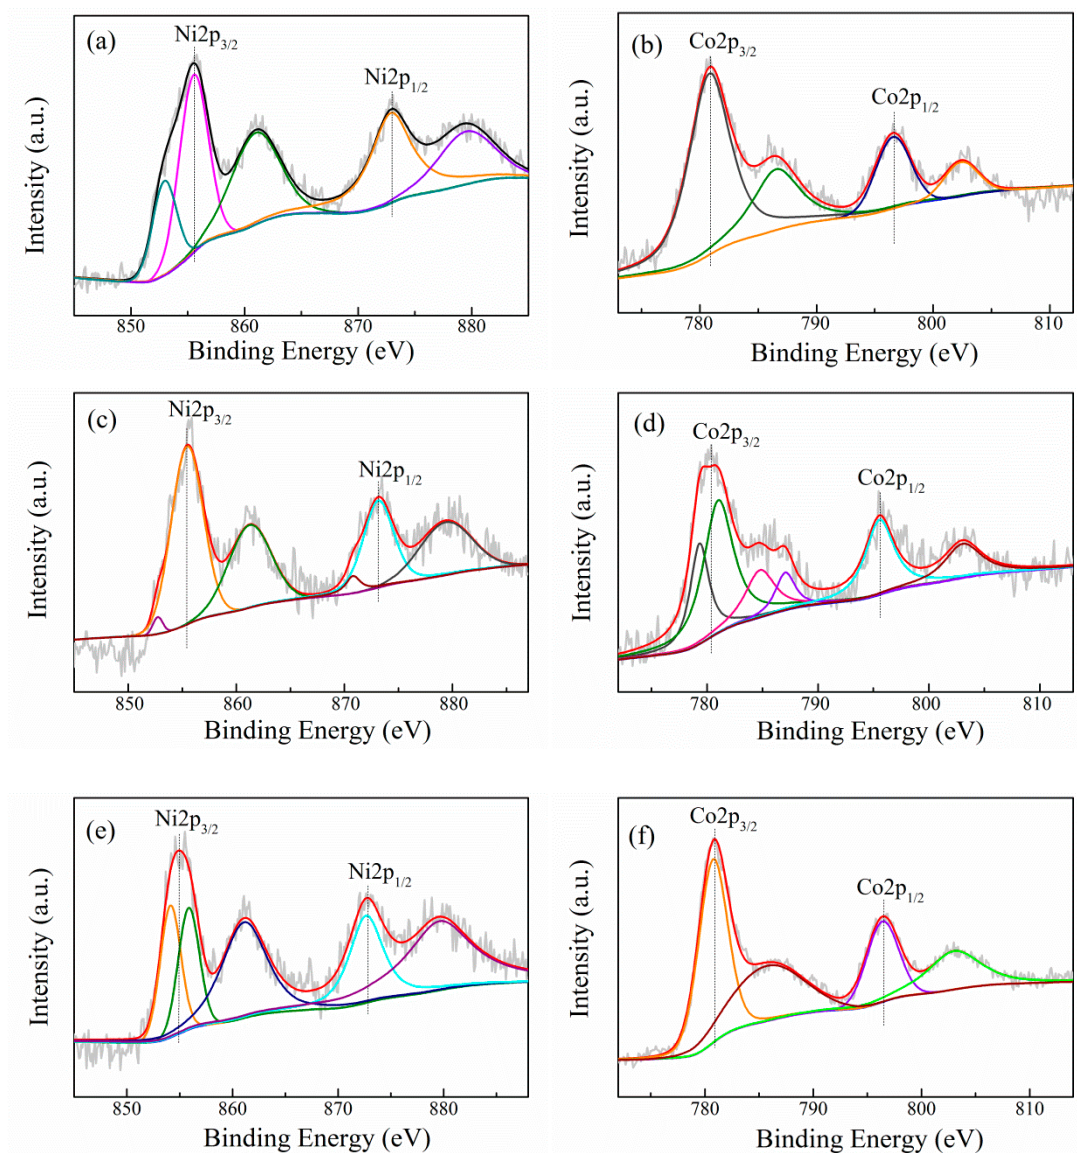 (a)
Ni2p3/2
Ni2p1/2
Intensity (a.u.)
850 860 870 880
Binding Energy (eV)
(b)
Co2p3/2
Co2p1/2
Intensity (a.u.)
780 790 800 812
Binding Energy (eV)
(c)
Ni2p3/2
Ni2p1/2
Intensity (a.u.)
850 860 870 880
Binding Energy (eV)
(d)
Co2p3/2
Co2p1/2
Intensity (a.u.)
780 790 800 810
Binding Energy (eV)
(e)
Ni2p3/2
Ni2p1/2
Intensity (a.u.)
850 860 870 880
Binding Energy (eV)
(f)
Co2p3/2
Co2p1/2
Intensity (a.u.)
780 790 800 810
Binding Energy (eV)